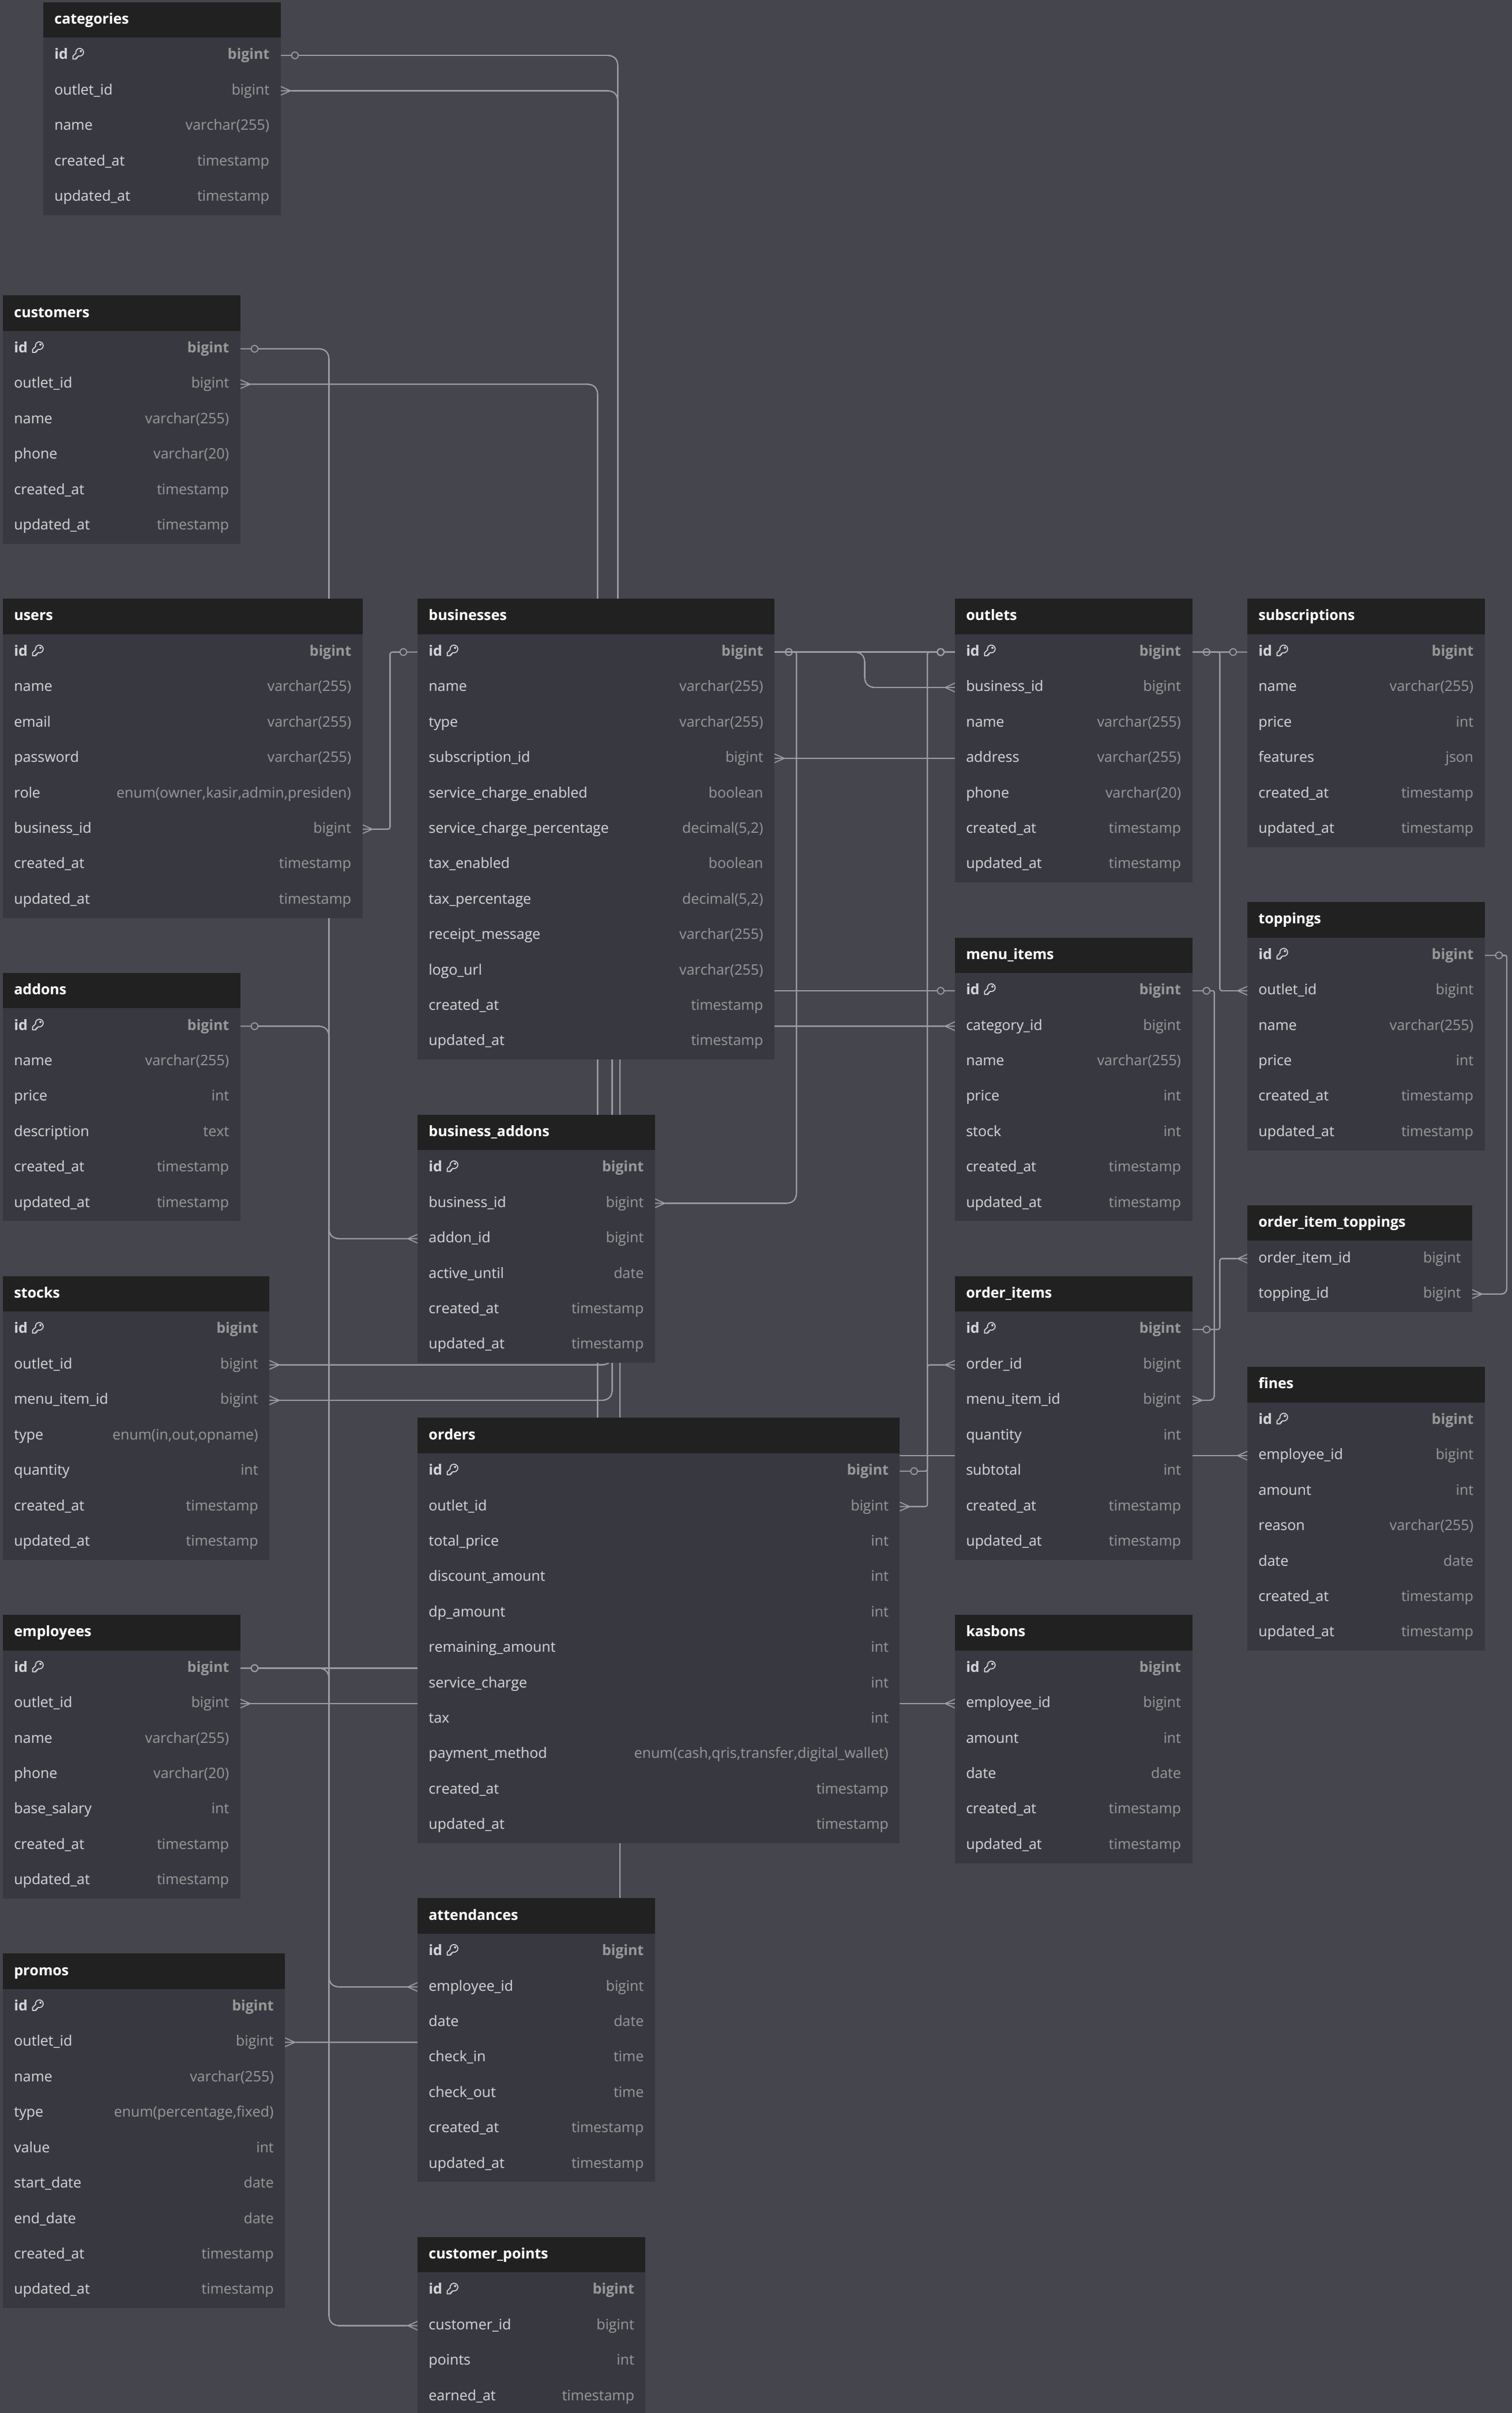 categories
id bigint
outlet_id bigint
name varchar(255)
created_at timestamp
updated_at timestamp
customers
id bigint
outlet_id bigint
name varchar(255)
phone varchar(20)
created_at timestamp
updated_at timestamp
users
id bigint
name varchar(255)
email varchar(255)
password varchar(255)
role enum(owner,kasir,admin,presiden)
business_id bigint
created_at timestamp
updated_at timestamp
businesses
id bigint
name varchar(255)
type varchar(255)
subscription_id bigint
service_charge_enabled boolean
service_charge_percentage decimal(5,2)
tax_enabled boolean
tax_percentage decimal(5,2)
receipt_message varchar(255)
logo_url varchar(255)
created_at timestamp
updated_at timestamp
outlets
id bigint
business_id bigint
name varchar(255)
address varchar(255)
phone varchar(20)
created_at timestamp
updated_at timestamp
subscriptions
id bigint
name varchar(255)
price int
features json
created_at timestamp
updated_at timestamp
toppings
id bigint
outlet_id bigint
name varchar(255)
price int
created_at timestamp
updated_at timestamp
menu_items
id bigint
category_id bigint
name varchar(255)
price int
stock int
created_at timestamp
updated_at timestamp
addons
id bigint
name varchar(255)
price int
description text
created_at timestamp
updated_at timestamp
business_addons
id bigint
business_id bigint
addon_id bigint
active_until date
created_at timestamp
updated_at timestamp
order_item_toppings
order_item_id bigint
topping_id bigint
stocks
id bigint
outlet_id bigint
menu_item_id bigint
type enum(in,out,opname)
quantity int
created_at timestamp
updated_at timestamp
order_items
id bigint
order_id bigint
menu_item_id bigint
quantity int
subtotal int
created_at timestamp
updated_at timestamp
fines
id bigint
employee_id bigint
amount int
reason varchar(255)
date date
created_at timestamp
updated_at timestamp
orders
id bigint
outlet_id bigint
total_price int
discount_amount int
dp_amount int
remaining_amount int
service_charge int
tax int
payment_method enum(cash,qris,transfer,digital_wallet)
created_at timestamp
updated_at timestamp
employees
id bigint
outlet_id bigint
name varchar(255)
phone varchar(20)
base_salary int
created_at timestamp
updated_at timestamp
kasbons
id bigint
employee_id bigint
amount int
date date
created_at timestamp
updated_at timestamp
attendances
id bigint
employee_id bigint
date date
check_in time
check_out time
created_at timestamp
updated_at timestamp
promos
id bigint
outlet_id bigint
name varchar(255)
type enum(percentage,fixed)
value int
start_date date
end_date date
created_at timestamp
updated_at timestamp
customer_points
id bigint
customer_id bigint
points int
earned_at timestamp